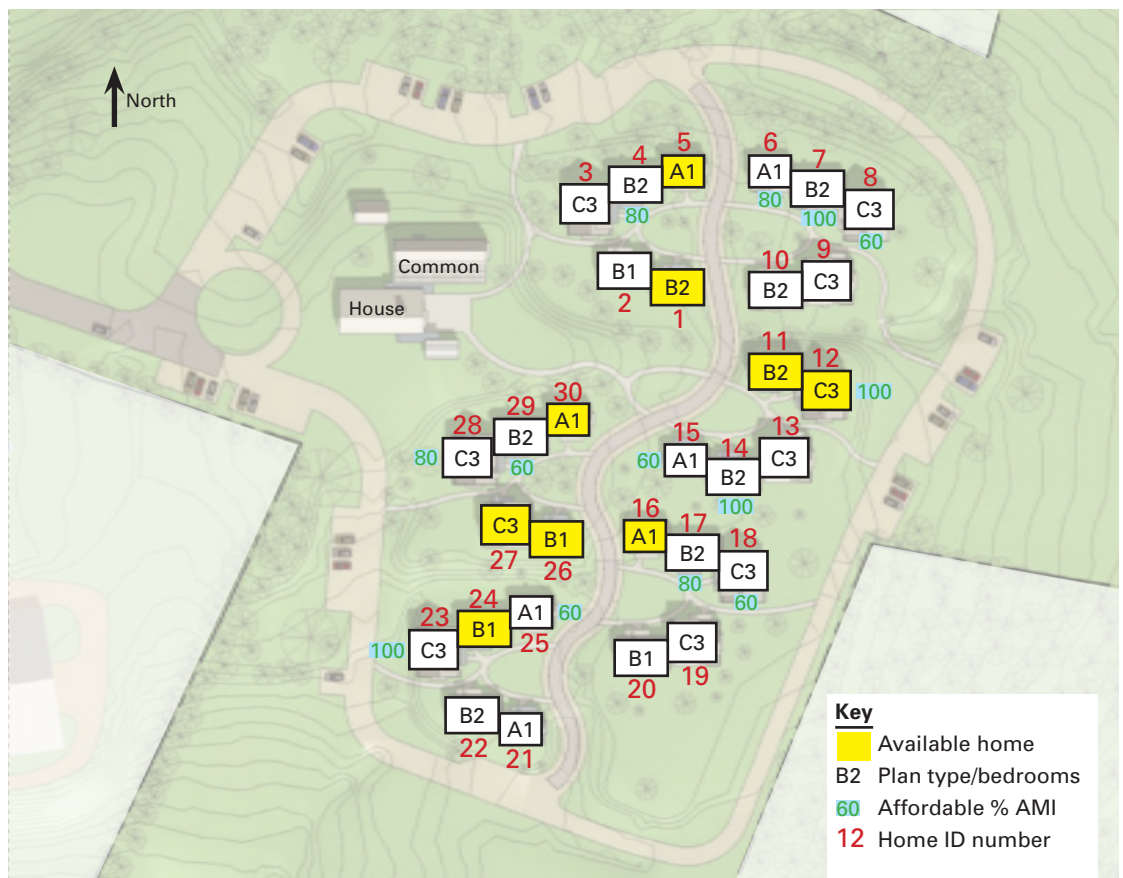 North
5
6
4
7
3
8
A1
A1
B2
B2
C3
C3
80
80
100
60
Common
House
B1
B2
2
1
10
9
B2
C3
11
12
B2
C3
100
30
29
28
A1
B2
C3
80
60
15
14
13
60
A1
B2
C3
100
C3
B1
27
26
16
17
18
A1
B2
C3
80
60
23
24
A1
60
B1
25
100
C3
C3
B1
19
20
B2
A1
22
21
Key
Available home
B2 Plan type/bedrooms
60 Affordable % AMI
12 Home ID number